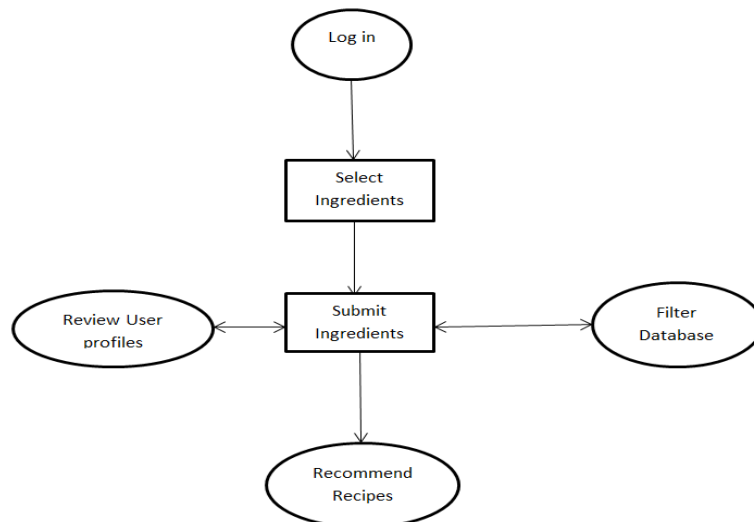 Log in
Select
Ingredients
Submit
Ingredients
Review User
profiles
Filter
Database
Recommend
Recipes